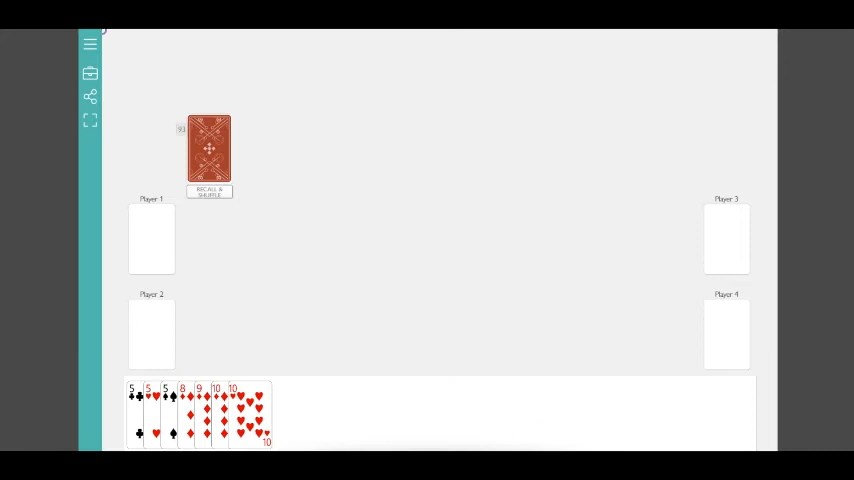 93
RECALL &
SHUFFLE
Player 1
Player 3
Player 2
Player 4
5 5 5 8 9 10 10
10